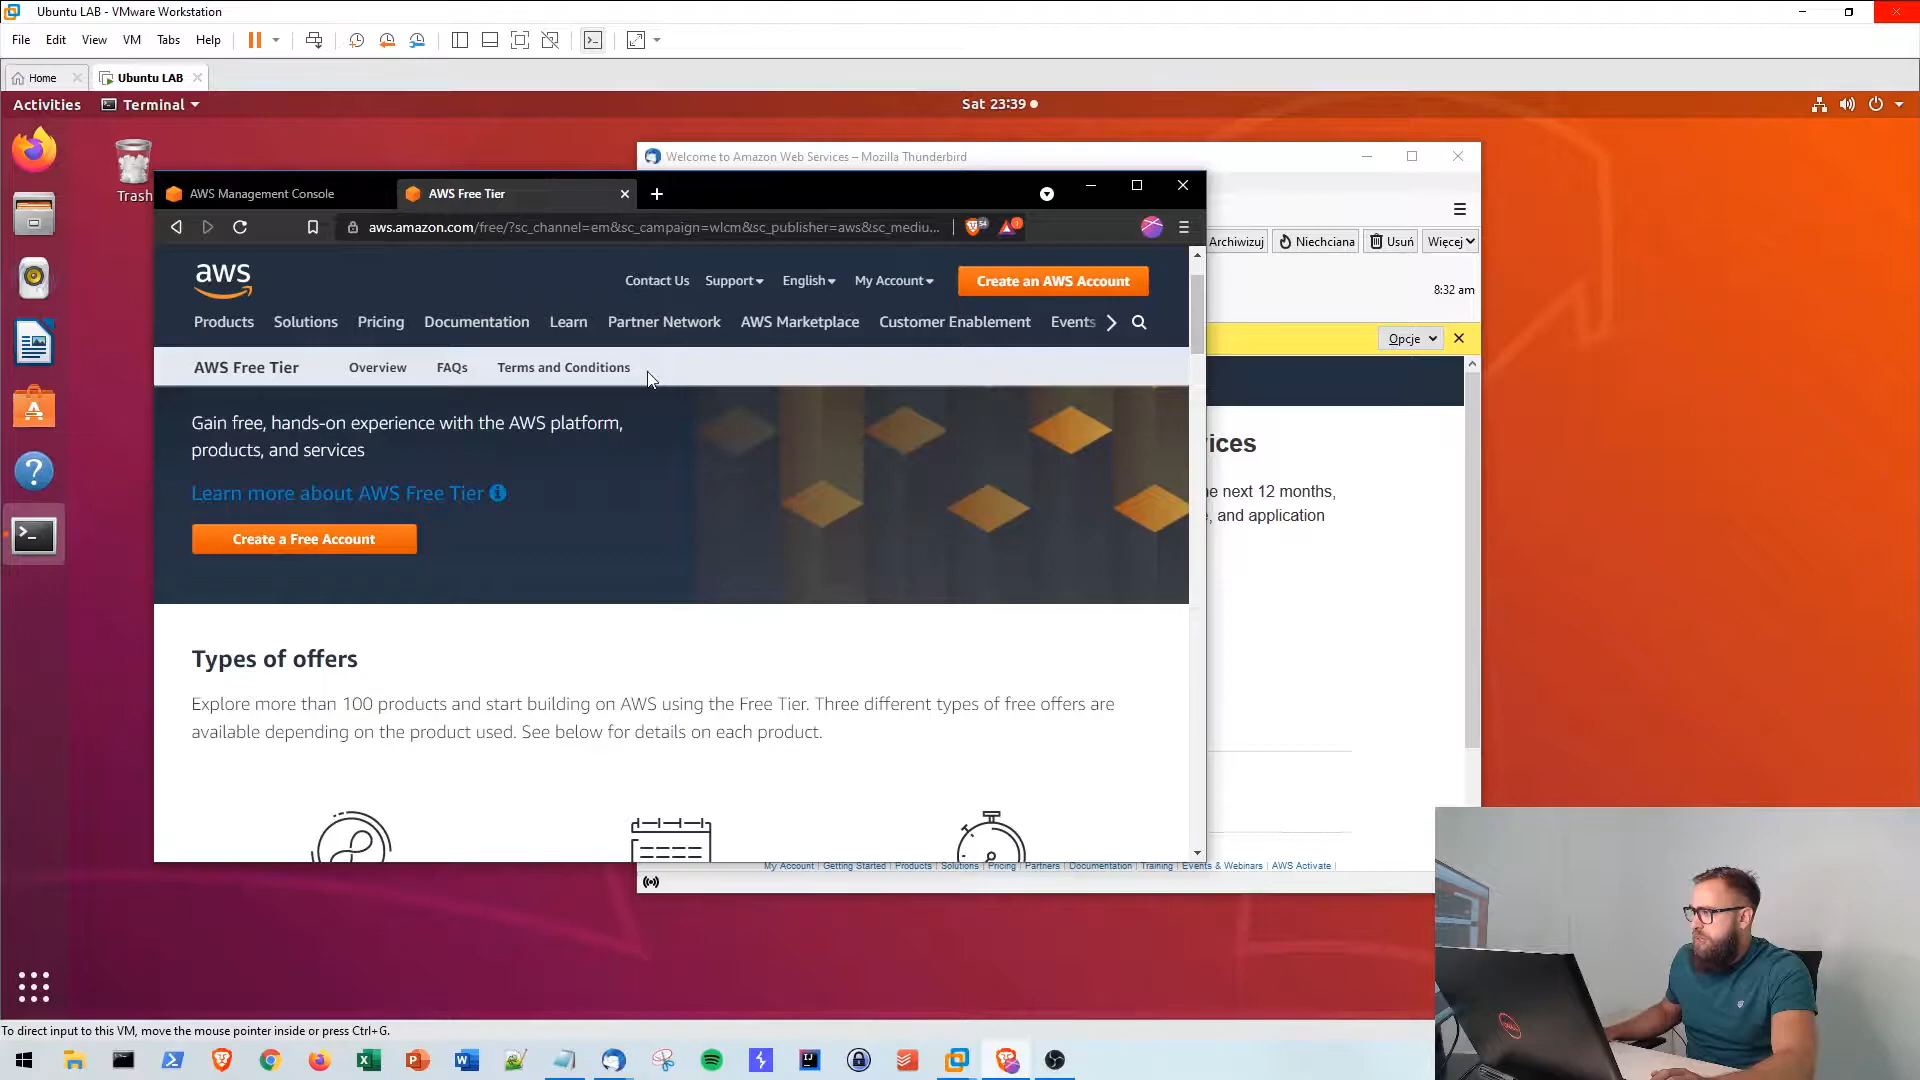 Ubuntu LAB - VMware Workstation
File Edit View VM Tabs Help
Home
Ubuntu LAB
Activities
Terminal
Sat 23:39
Trash
Welcome to Amazon Web Services – Mozilla Thunderbird
AWS Management Console
AWS Free Tier
aws.amazon.com/free/?sc_channel=em&sc_campaign=wlcm&sc_publisher=aws&sc_mediu...
54
1
Archiwizuj
Niechciana
Usuń
Więcej
8:32 am
Opcje
aws
Contact Us
Support
English
My Account
Create an AWS Account
Products
Solutions
Pricing
Documentation
Learn
Partner Network
AWS Marketplace
Customer Enablement
Events
AWS Free Tier
Overview
FAQs
Terms and Conditions
Gain free, hands-on experience with the AWS platform,
products, and services
Learn more about AWS Free Tier
Create a Free Account
ices
e next 12 months,
, and application
Types of offers
Explore more than 100 products and start building on AWS using the Free Tier. Three different types of free offers are
available depending on the product used. See below for details on each product.
My Account | Getting Started | Products | Solutions | Pricing | Partners | Documentation | Training | Events & Webinars | AWS Activate |
To direct input to this VM, move the mouse pointer inside or press Ctrl+G.